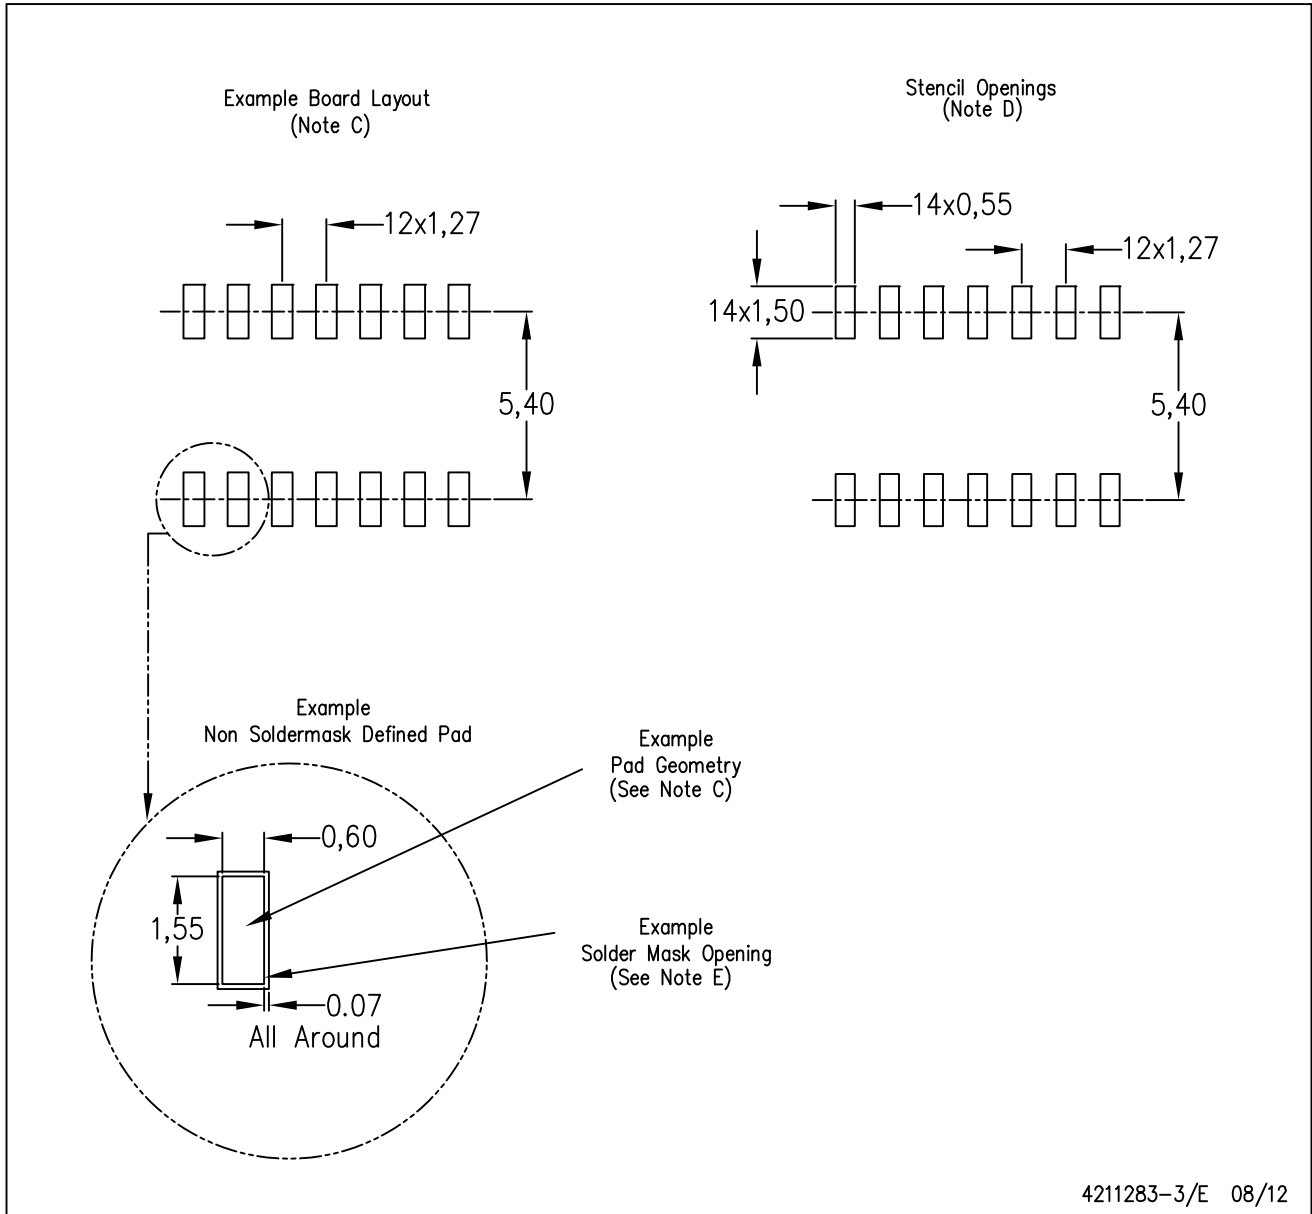 Example Board Layout
(Note C)
Stencil Openings
(Note D)
12x1,27
5,40
14x0,55
12x1,27
14x1,50
5,40
Example
Non Soldermask Defined Pad
Example
Pad Geometry
(See Note C)
0,60
1,55
Example
Solder Mask Opening
(See Note E)
0.07
All Around
4211283-3/E 08/12